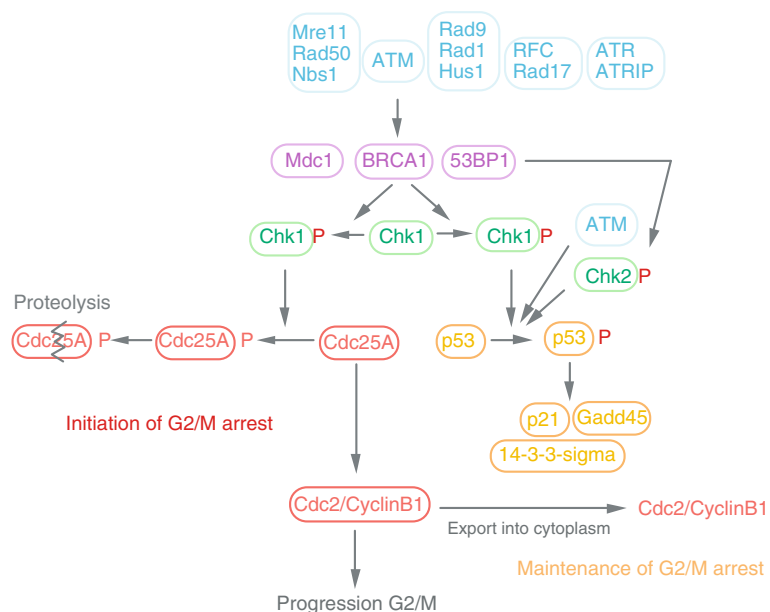 Mre11
Rad50
Nbs1
ATM
Rad9
Rad1
Hus1
RFC
Rad17
ATR
ATRIP
Mdc1
BRCA1
53BP1
Chk1 P
Chk1
Chk1 P
ATM
Chk2 P
Proteolysis
Cdc25A P
Cdc25A P
Cdc25A
p53
p53 P
Initiation of G2/M arrest
p21
Gadd45
14-3-3-sigma
Cdc2/CyclinB1
Export into cytoplasm
Cdc2/CyclinB1
Maintenance of G2/M arrest
Progression G2/M